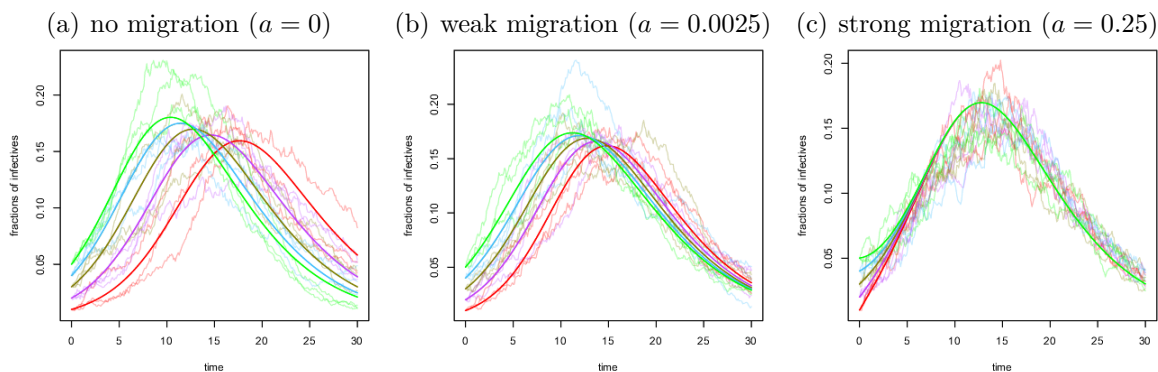 (a) no migration (a = 0)
(b) weak migration (a = 0.0025)
(c) strong migration (a = 0.25)
fractions of infectives
0.05 0.10 0.15 0.20
0 5 10 15 20 25 30
time
fractions of infectives
0.05 0.10 0.15 0.20
0 5 10 15 20 25 30
time
fractions of infectives
0.05 0.10 0.15 0.20
0 5 10 15 20 25 30
time